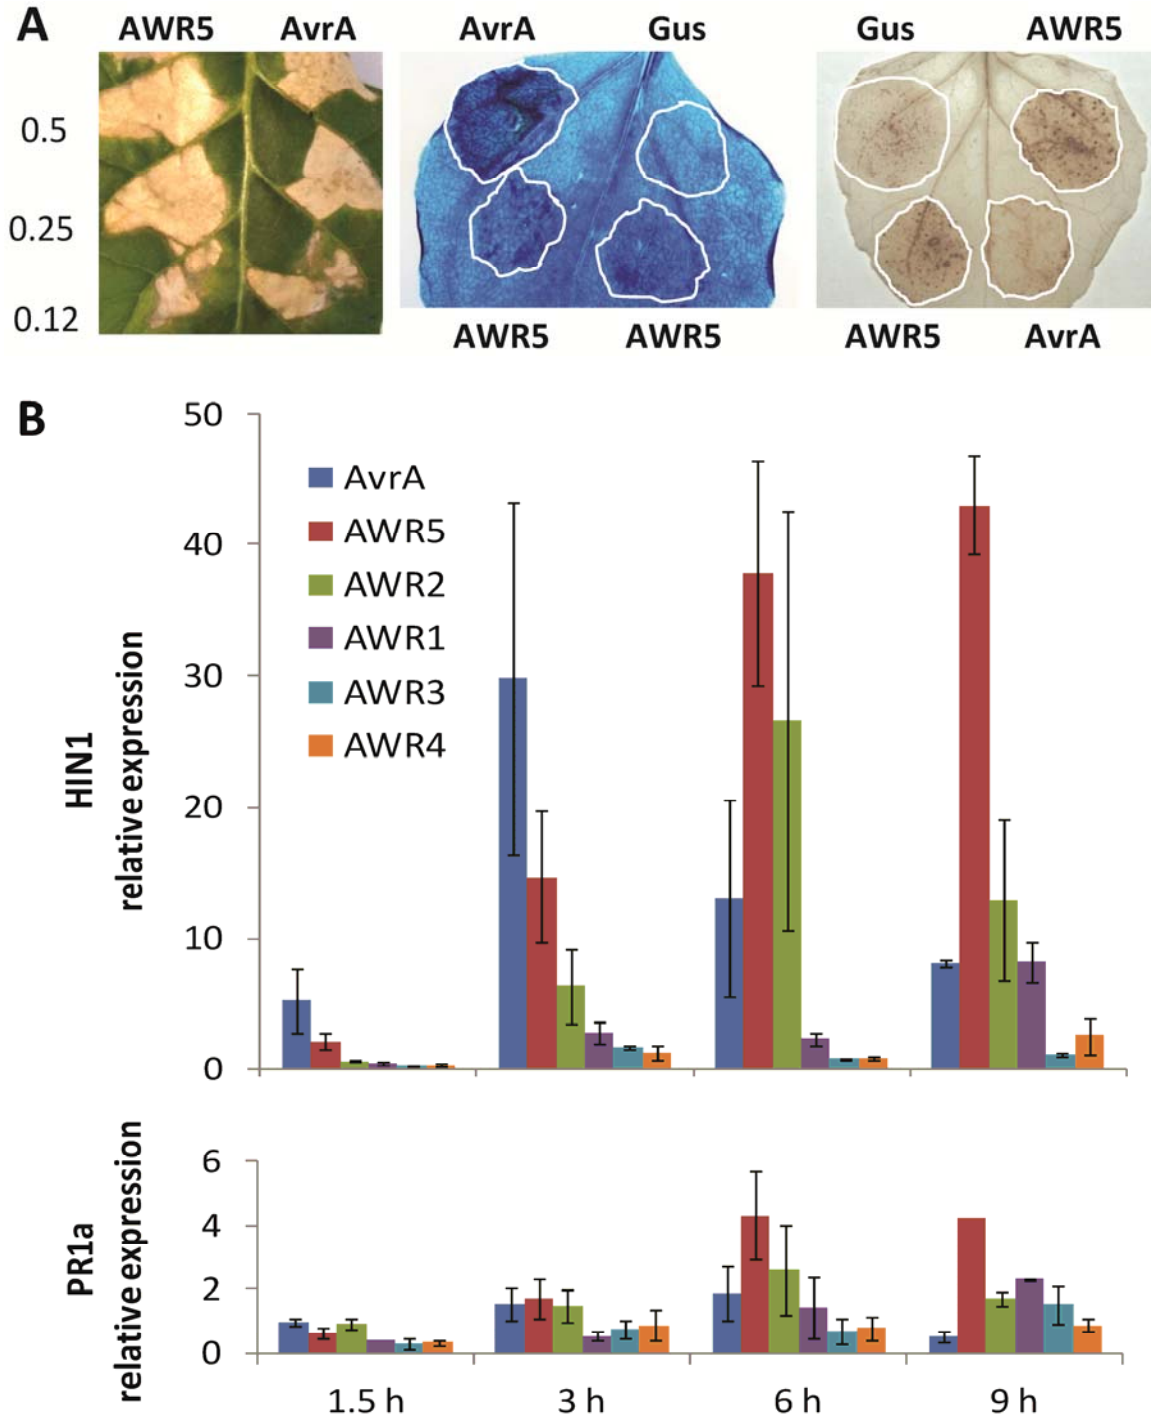 A
AWR5 AvrA AvrA Gus Gus AWR5
0.5
0.25
0.12
AWR5 AWR5 AWR5 AvrA
B
50
40
30
20
10
0
HIN1
relative expression
AvrA
AWR5
AWR2
AWR1
AWR3
AWR4
6
4
2
0
PR1a
relative expression
1.5 h 3 h 6 h 9 h